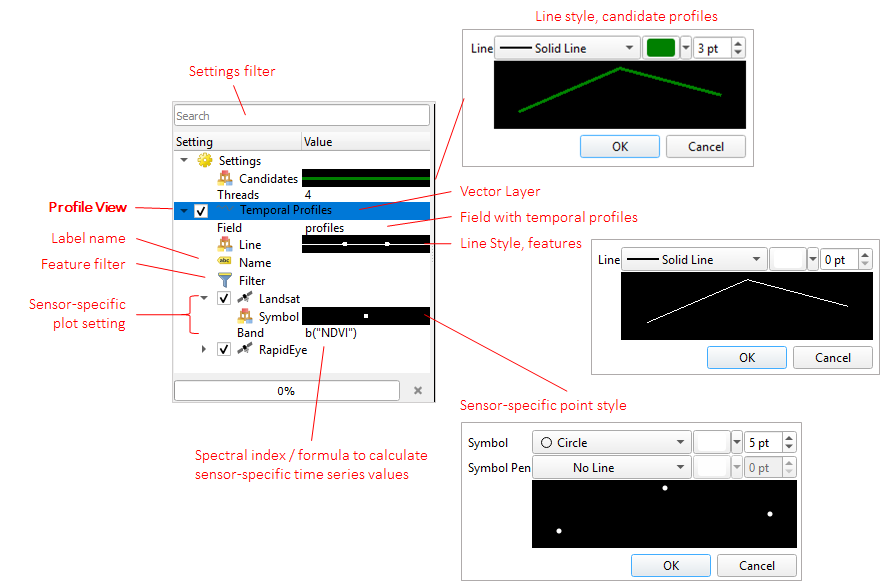 Line style, candidate profiles
Line
Solid Line
3 pt
OK
Cancel
Settings filter
Search
Setting
Value
Settings
Candidates
Threads
4
Profile View
Temporal Profiles
Vector Layer
Field
profiles
Field with temporal profiles
Label name
Line
Line Style, features
Feature filter
Name
Filter
Sensor-specific
plot setting
Landsat
Symbol
Band
b("NDVI")
RapidEye
0%
Line
Solid Line
0 pt
OK
Cancel
Sensor-specific point style
Spectral index / formula to calculate
sensor-specific time series values
Symbol
Circle
5 pt
Symbol Pen
No Line
0 pt
OK
Cancel